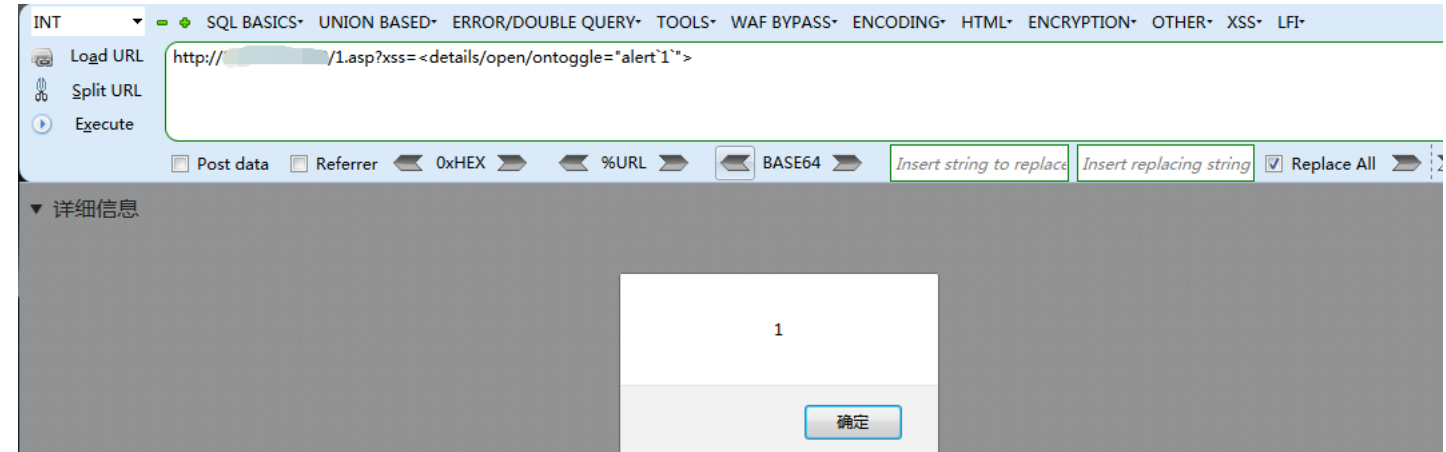 INT SQL BASICS· UNION BASED· ERROR/DOUBLE QUERY· TOOLS· WAF BYPASS· ENCODING· HTML· ENCRYPTION· OTHER· XSS· LFI·
Load URL http:// /1.asp?xss=<details/open/ontoggle="alert`1`">
Split URL
Execute
Post data Referrer 0xHEX %URL BASE64 Insert string to replace Insert replacing string Replace All
详细信息
1
确定